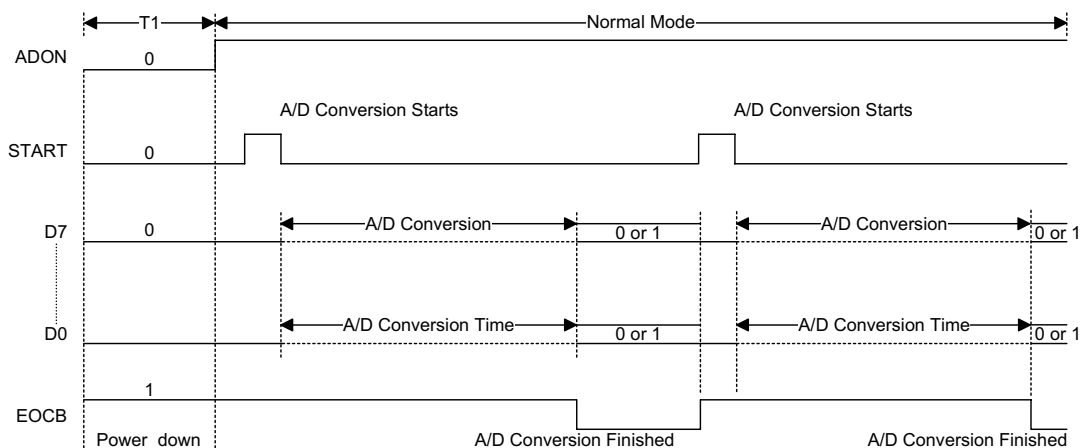 T1 Normal Mode
ADON 0
A/D Conversion Starts A/D Conversion Starts
START 0
D7 0 A/D Conversion 0 or 1 A/D Conversion 0 or 1
D0 A/D Conversion Time 0 or 1 A/D Conversion Time 0 or 1
1
EOCB
Power down A/D Conversion Finished A/D Conversion Finished